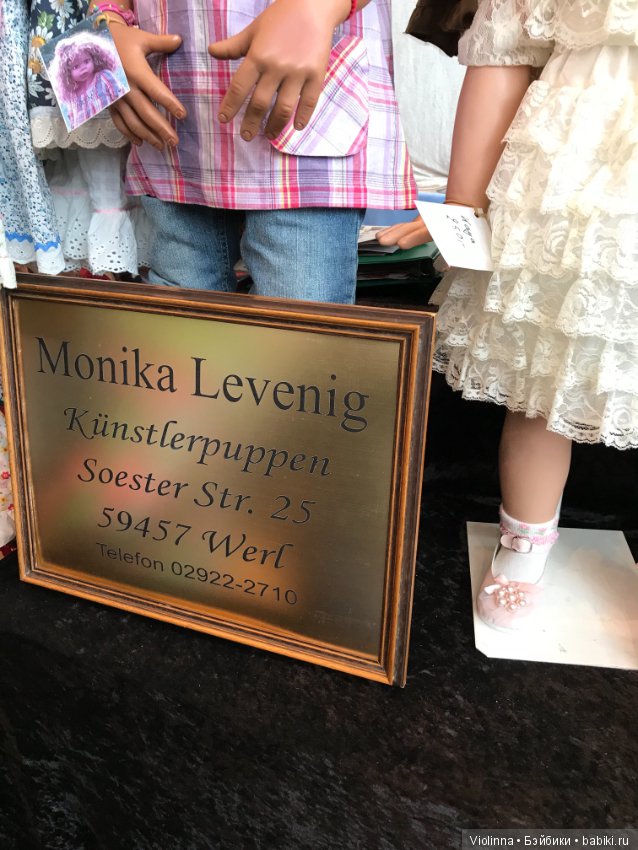 Monika Levenig
Künstlerpuppen
Soester Str. 25
59457 Werl
Telefon 02922-2710
Violinna • Бэйбики • babiki.ru